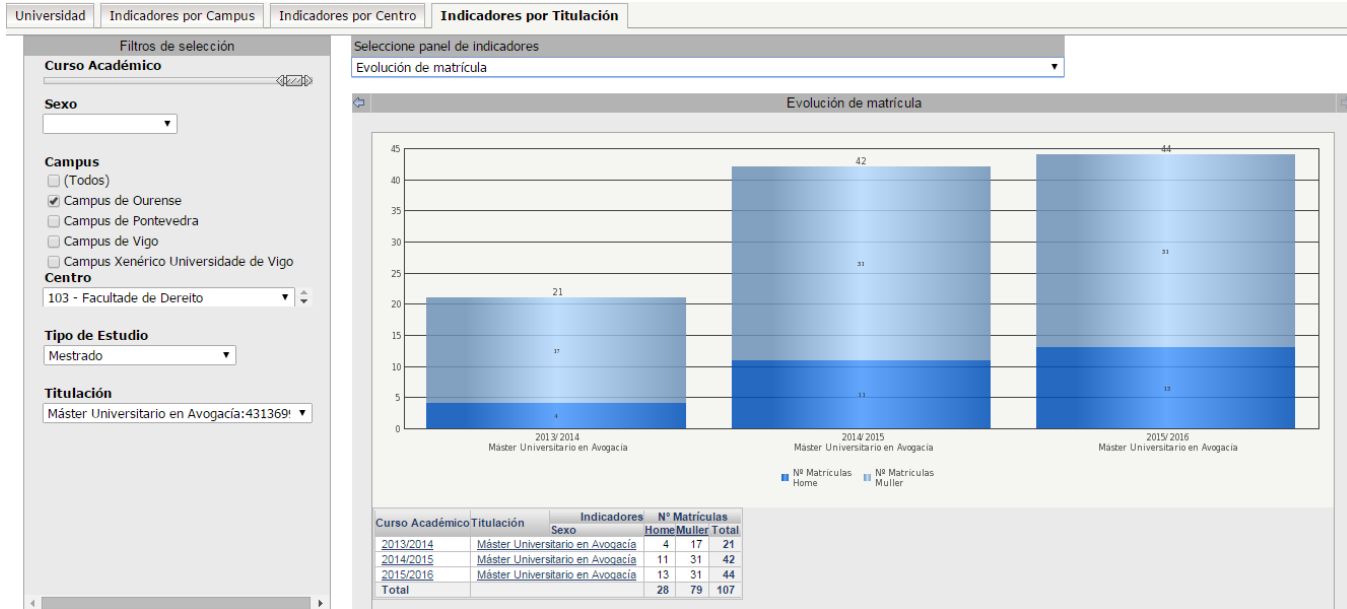 Universidad Indicadores por Campus Indicadores por Centro Indicadores por Titulación
Filtros de selección
Curso Académico
Sexo
Campus
(Todos)
Campus de Ourense
Campus de Pontevedra
Campus de Vigo
Campus Xenérico Universidade de Vigo
Centro
103 - Facultade de Dereito
Tipo de Estudio
Mestrado
Titulación
Máster Universitario en Avogacía:431369
Seleccione panel de indicadores
Evolución de matrícula
Evolución de matrícula
45
40
35
30
25
20
15
10
5
0
21
17
4
42
31
11
44
31
13
2013/2014
Máster Universitario en Avogacía
2014/2015
Máster Universitario en Avogacía
2015/2016
Máster Universitario en Avogacía
Nº Matrículas
Home
Nº Matrículas
Muller
Curso Académico Titulación Indicadores Nº Matrículas
Sexo Home Muller Total
2013/2014 Máster Universitario en Avogacía 4 17 21
2014/2015 Máster Universitario en Avogacía 11 31 42
2015/2016 Máster Universitario en Avogacía 13 31 44
Total 28 79 107